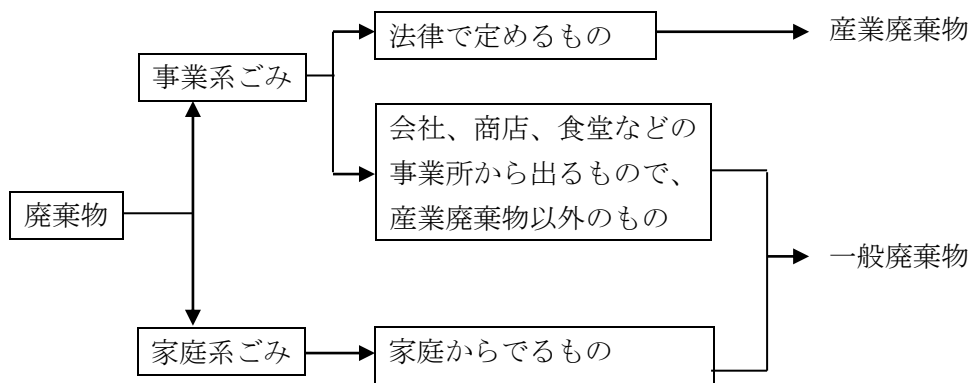 法律で定めるもの
産業廃棄物
事業系ごみ
会社、商店、食堂などの
事業所から出るもので、
産業廃棄物以外のもの
廃棄物
一般廃棄物
家庭系ごみ
家庭からでるもの